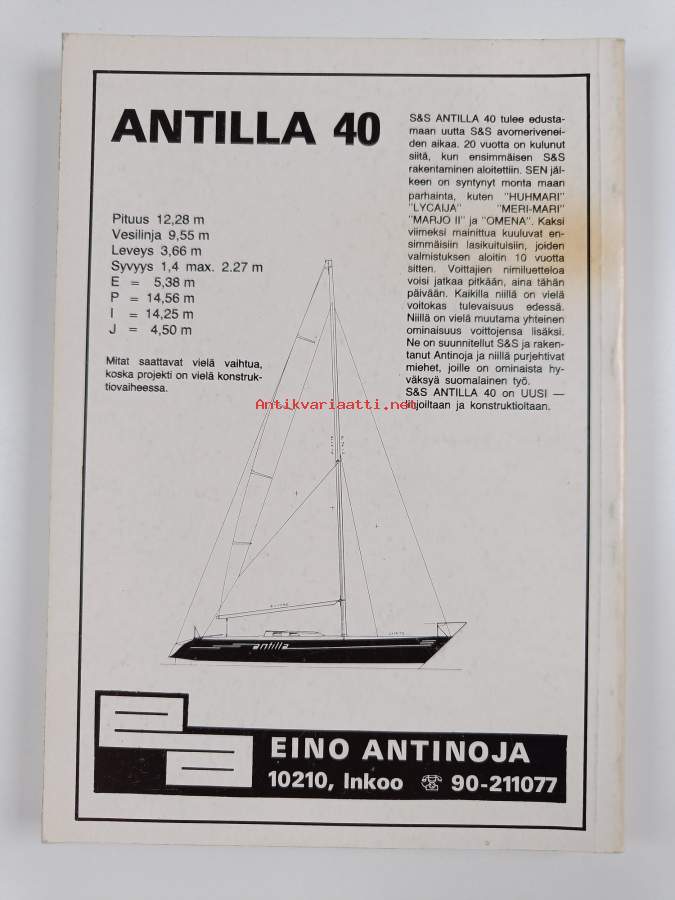 ANTILLA 40
Pituus 12,28 m
Vesilinja 9,55 m
Leveys 3,66 m
Syvyys 1,4 max. 2.27 m
E = 5,38 m
P = 14,56 m
I = 14,25 m
J = 4,50 m
Mitat saattavat vielä vaihtua,
koska projekti on vielä konstruk-
tiovaiheessa.
S&S ANTILLA 40 tulee edusta-
maan uutta S&S avomerivenei-
den aikaa. 20 vuotta on kulunut
siitä, kun ensimmäisen S&S
rakentaminen aloitettiin. SEN jäl-
keen on syntynyt monta maan
parhainta, kuten "HUHMARI"
"LYCAIJA" "MERI-MARI"
"MARJO II" ja "OMENA". Kaksi
viimeksi mainittua kuuluvat en-
simmäisiin lasikuituisiin, joiden
valmistuksen aloitin 10 vuotta
sitten. Voittajien nimiluetteloa
voisi jatkaa pitkään, aina tähän
päivään. Kaikilla niillä on vielä
voitokas tulevaisuus edessä.
Niillä on vielä muutama yhteinen
ominaisuus voittojensa lisäksi.
Ne on suunnitellut S&S ja raken-
tanut Antinoja ja niillä purjehtivat
miehet, joille on ominaista hy-
väksyä suomalainen työ.
S&S ANTILLA 40 on UUSI —
linjoiltaan ja konstruktioltaan.
Antikvariaatti.net
antilla
EINO ANTINOJA
10210, Inkoo ☎ 90-211077